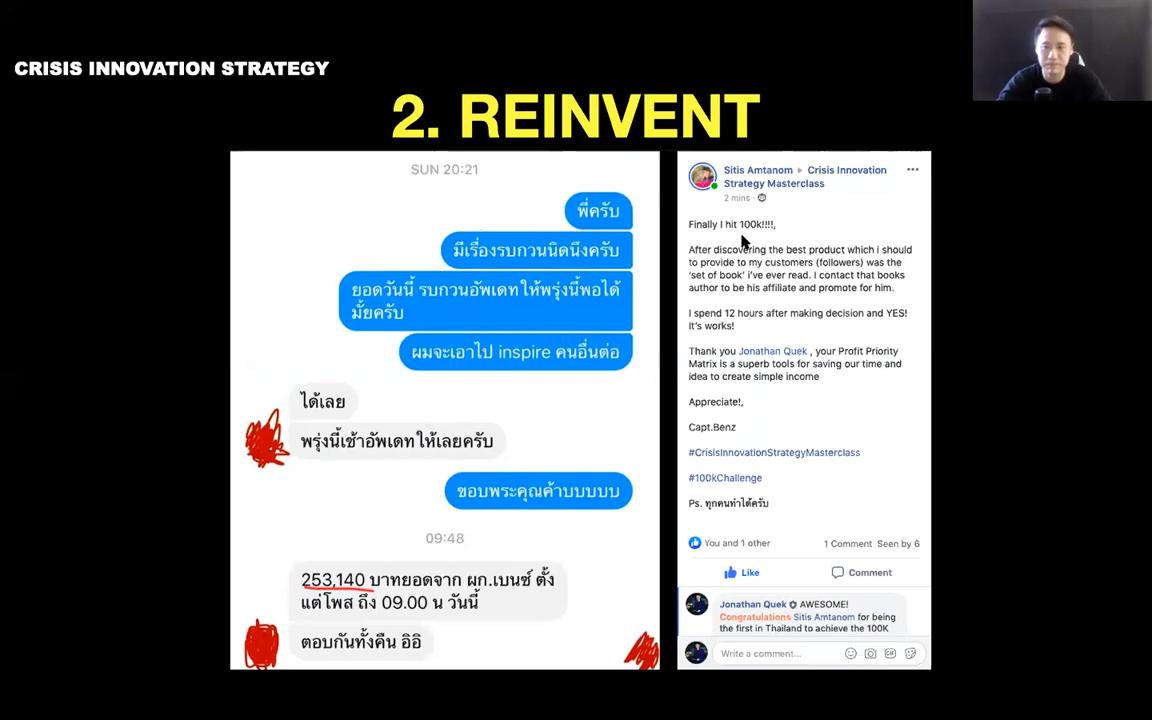 CRISIS INNOVATION STRATEGY
2. REINVENT
SUN 20:21
พี่ครับ
มีเรื่องรบกวนนิดนึงครับ
ยอดวันนี้ รบกวนอัพเดทให้พรุ่งนี้พอได้
มั้ยครับ
ผมจะเอาไป inspire คนอื่นต่อ
ได้เลย
พรุ่งนี้เช้าอัพเดทให้เลยครับ
ขอบพระคุณค้าบบบบบ
09:48
253,140 บาทยอดจาก ผก.เบนซ์ ตั้ง
แต่โพส ถึง 09.00 น วันนี้
ตอบกันทั้งคืน อิอิ
Sitis Amtanom ▸ Crisis Innovation
Strategy Masterclass
2 mins ·
Finally I hit 100k!!!!,
After discovering the best product which i should
to provide to my customers (followers) was the
‘set of book’ i’ve ever read. I contact that books
author to be his affiliate and promote for him.
I spend 12 hours after making decision and YES!
It’s works!
Thank you Jonathan Quek , your Profit Priority
Matrix is a superb tools for saving our time and
idea to create simple income
Appreciate!,
Capt.Benz
#CrisisInnovationStrategyMasterclass
#100kChallenge
Ps. ทุกคนทำได้ครับ
You and 1 other 1 Comment Seen by 6
Like Comment
Jonathan Quek AWESOME!
Congratulations Sitis Amtanom for being
the first in Thailand to achieve the 100K
Write a comment...